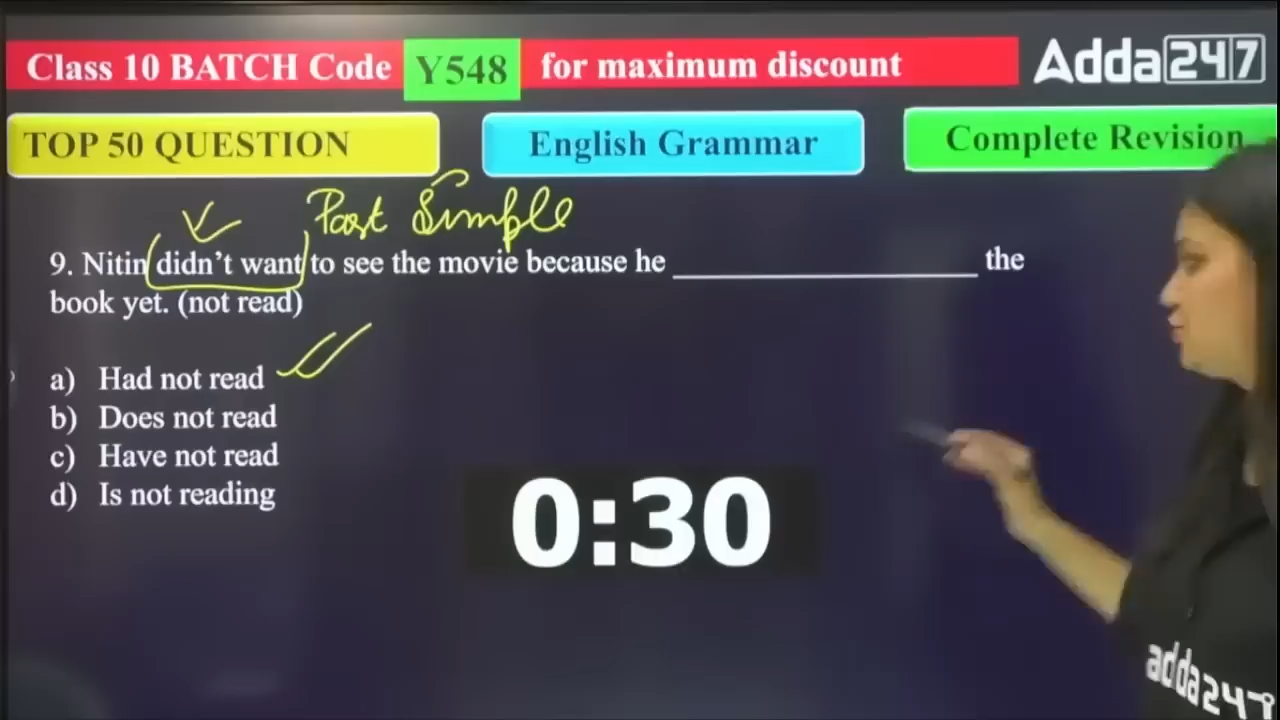 Class 10 BATCH Code Y548 for maximum discount
Adda247
TOP 50 QUESTION
English Grammar
Complete Revision
Past Simple
9. Nitin didn't want to see the movie because he ____________________ the
book yet. (not read)
a) Had not read
b) Does not read
c) Have not read
d) Is not reading
0:30
adda247